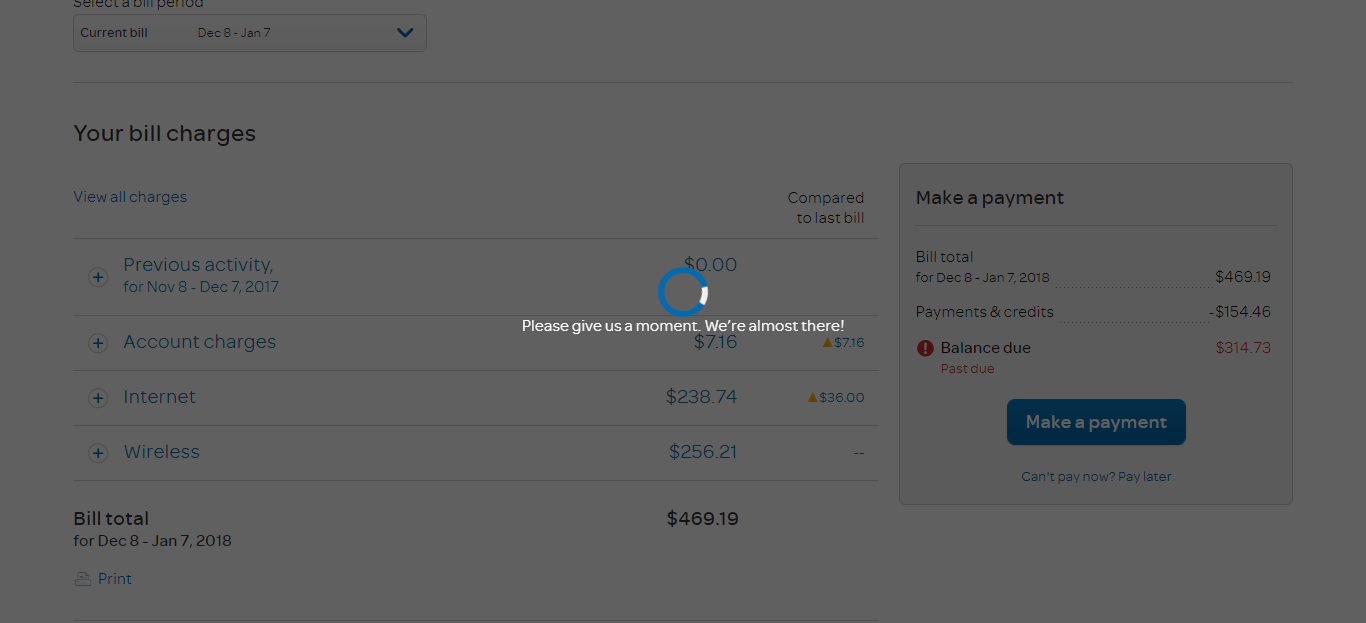 Select a bill period
Current bill Dec 8 - Jan 7
Your bill charges
View all charges
Compared
to last bill
Previous activity, $0.00
for Nov 8 - Dec 7, 2017
Please give us a moment. We’re almost there!
Account charges $7.16 $7.16
Internet $238.74 $36.00
Wireless $256.21 --
Bill total $469.19
for Dec 8 - Jan 7, 2018
Print
Make a payment
Bill total
for Dec 8 - Jan 7, 2018 $469.19
Payments & credits -$154.46
Balance due $314.73
Past due
Make a payment
Can't pay now? Pay later